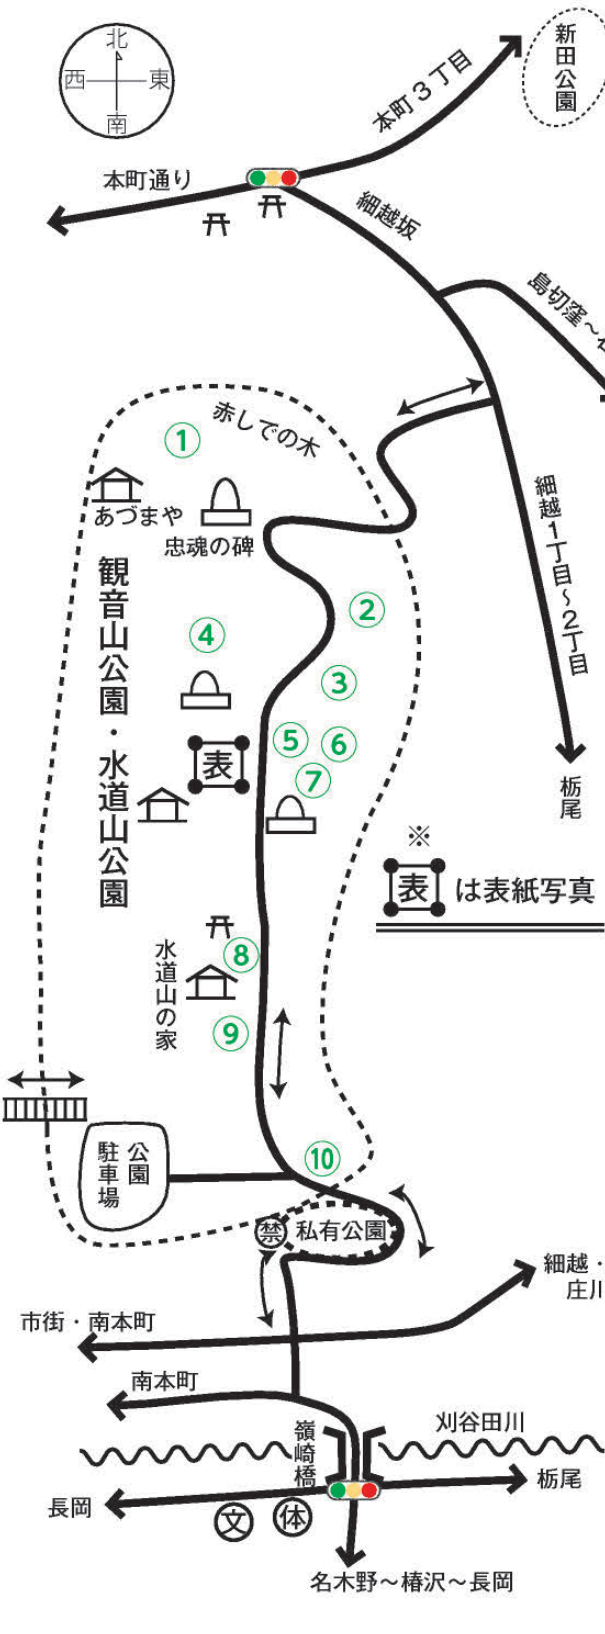 北
西 東
南
新田公園
本町3丁目
本町通り
細越坂
島切窪～
赤しでの木
①
あづまや
忠魂の碑
細越1丁目～2丁目
観音山公園・水道山公園
②
④
③
⑤
⑥
表
⑦
栃尾
※
表 は表紙写真
⑧
水道山の家
⑨
⑩
公園
駐車場
禁
私有公園
細越・
庄川
市街・南本町
南本町
刈谷田川
嶺崎橋
栃尾
長岡
文
体
名木野～椿沢～長岡